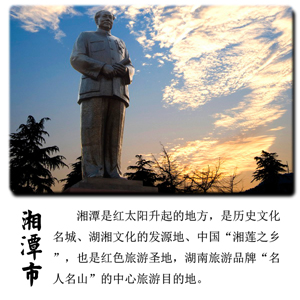 湘潭市
湘潭是红太阳升起的地方，是历史文化
名城、湖湘文化的发源地、中国“湘莲之乡
”，也是红色旅游圣地，湖南旅游品牌“名
人名山”的中心旅游目的地。